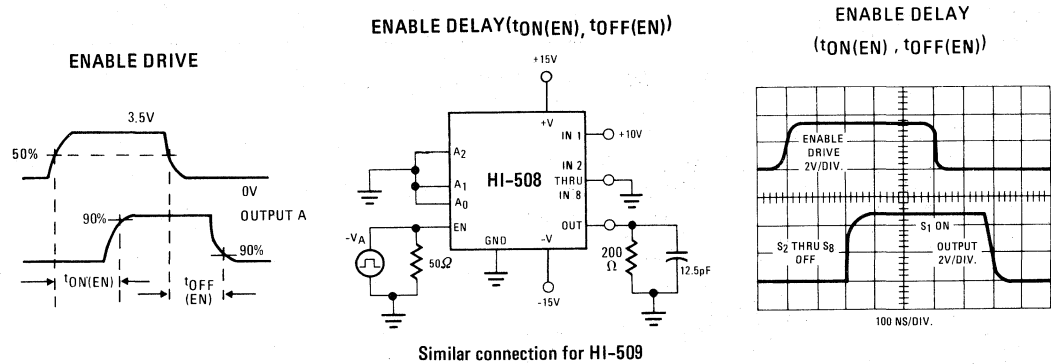 ENABLE DRIVE
3.5V
50%
0V
OUTPUT A
90%
90%
tON(EN)
tOFF
(EN)
ENABLE DELAY(tON(EN), tOFF(EN))
+15V
+V
IN 1
+10V
A2
IN 2
HI-508
THRU
A1
IN 8
A0
EN
OUT
-VA
GND
-V
50Ω
200
Ω
12.5pF
-15V
Similar connection for HI-509
ENABLE DELAY
(tON(EN) , tOFF(EN))
ENABLE
DRIVE
2V/DIV.
S1 ON
S2 THRU S8
OFF
OUTPUT
2V/DIV.
100 NS/DIV.